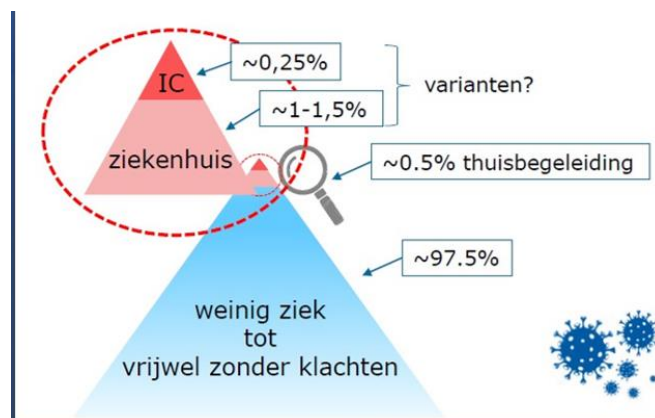 IC
~0,25%
~1-1,5%
varianten?
ziekenhuis
~0.5% thuisbegeleiding
~97.5%
weinig ziek
tot
vrijwel zonder klachten